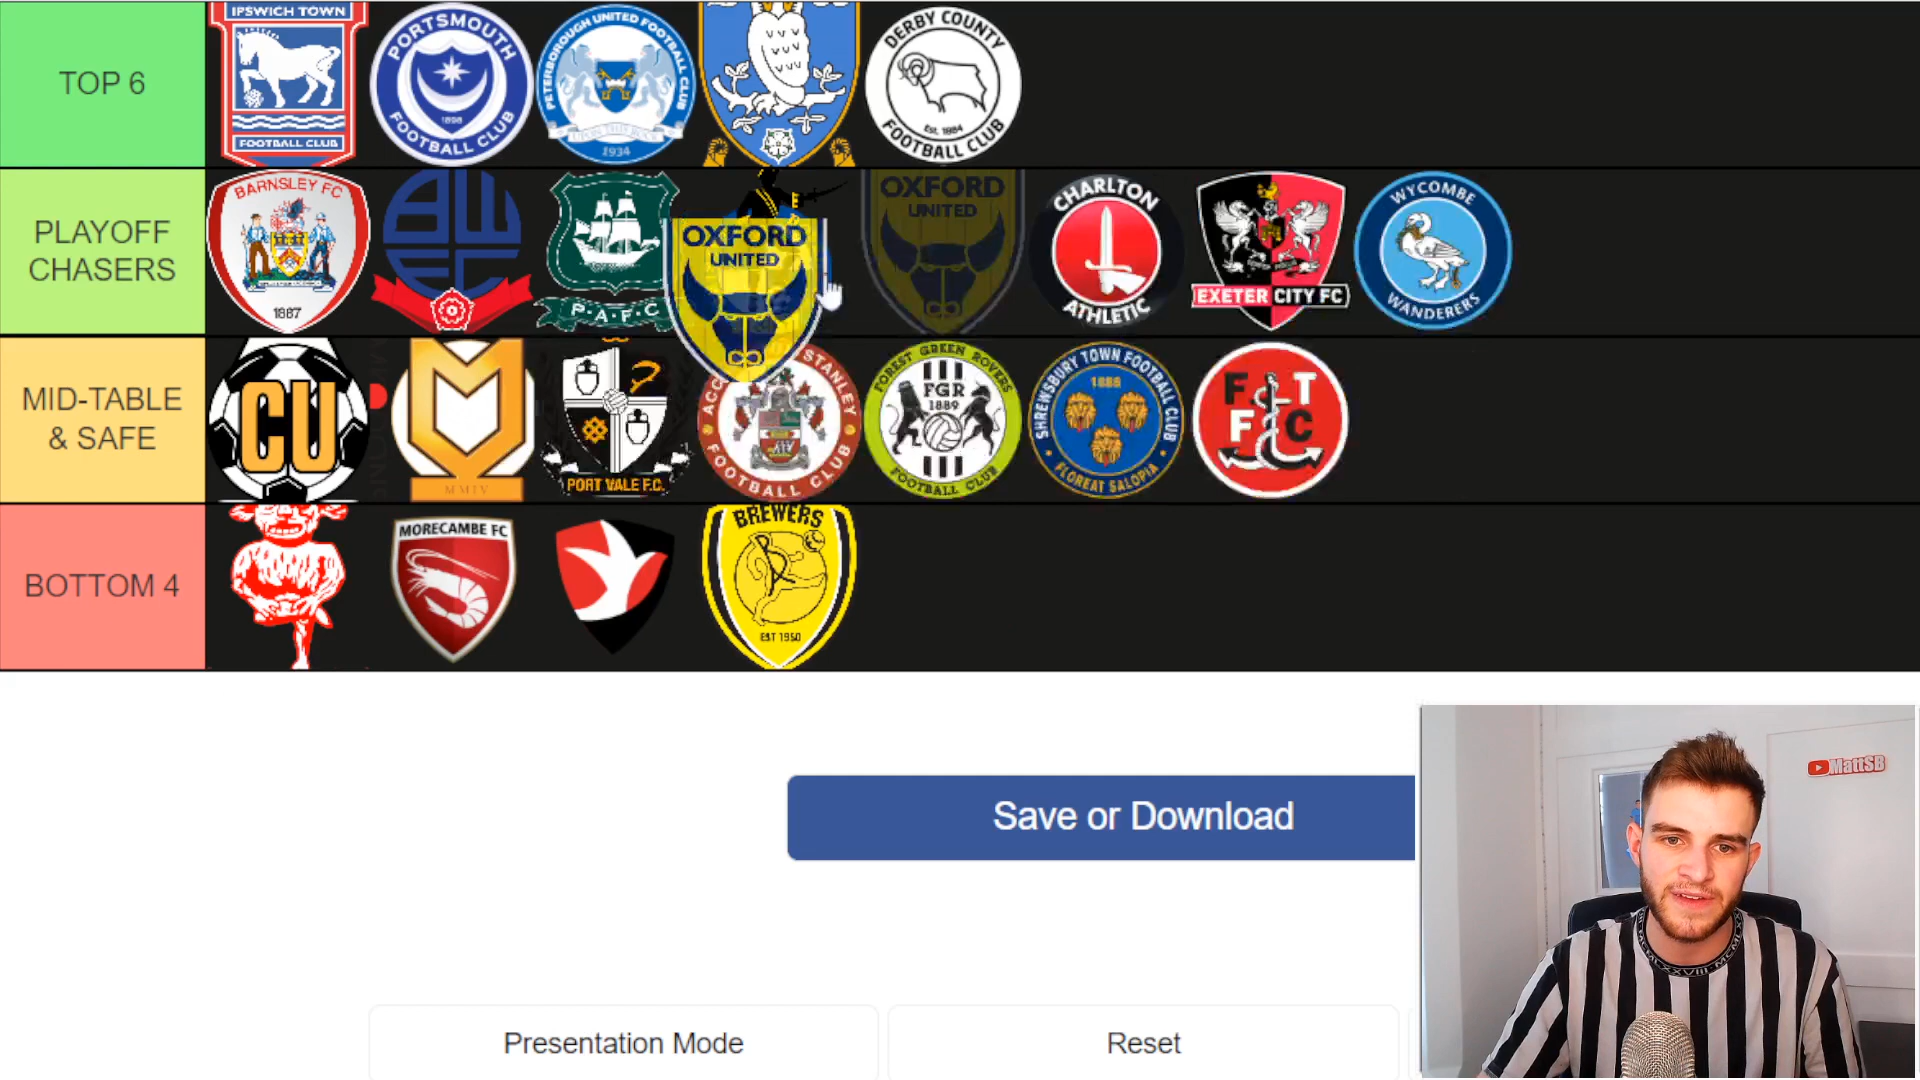 TOP 6
IPSWICH TOWN
FOOTBALL CLUB
PORTSMOUTH
1898
FOOTBALL CLUB
PETERBOROUGH UNITED FOOTBALL CLUB
1934
DERBY COUNTY
EST. 1884
FOOTBALL CLUB
PLAYOFF
CHASERS
BARNSLEY FC
1887
BWFC
P.A.F.C
OXFORD
UNITED
OXFORD
UNITED
CHARLTON
ATHLETIC
EXETER CITY FC
WYCOMBE
WANDERERS
MID-TABLE
& SAFE
CU
MMIV
PORT VALE F.C.
ACC STANLEY
FOOTBALL CLUB
FOREST GREEN ROVERS
FGR
1889
FOOTBALL CLUB
SHREWSBURY TOWN FOOTBALL CLUB
1886
FLOREAT SALOPIA
F T
F C
BOTTOM 4
MORECAMBE FC
BREWERS
EST 1950
Save or Download
MattSB
Presentation Mode
Reset